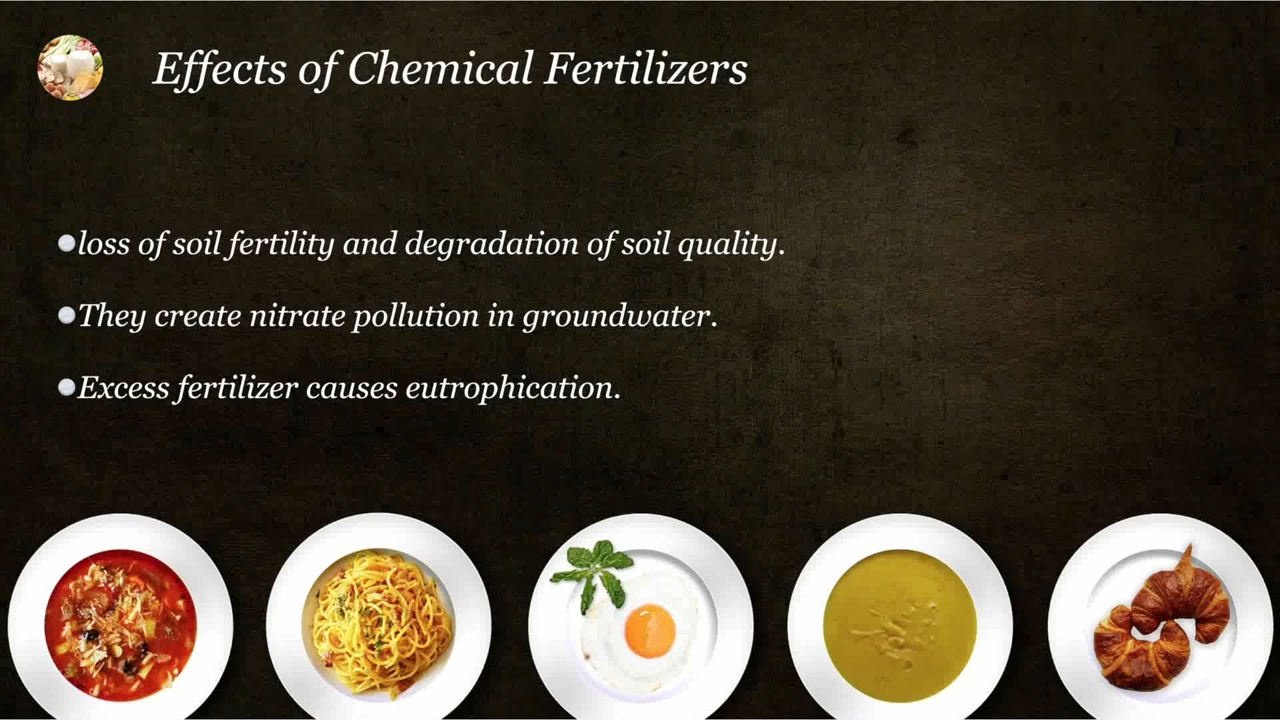 Effects of Chemical Fertilizers
loss of soil fertility and degradation of soil quality.
They create nitrate pollution in groundwater.
Excess fertilizer causes eutrophication.